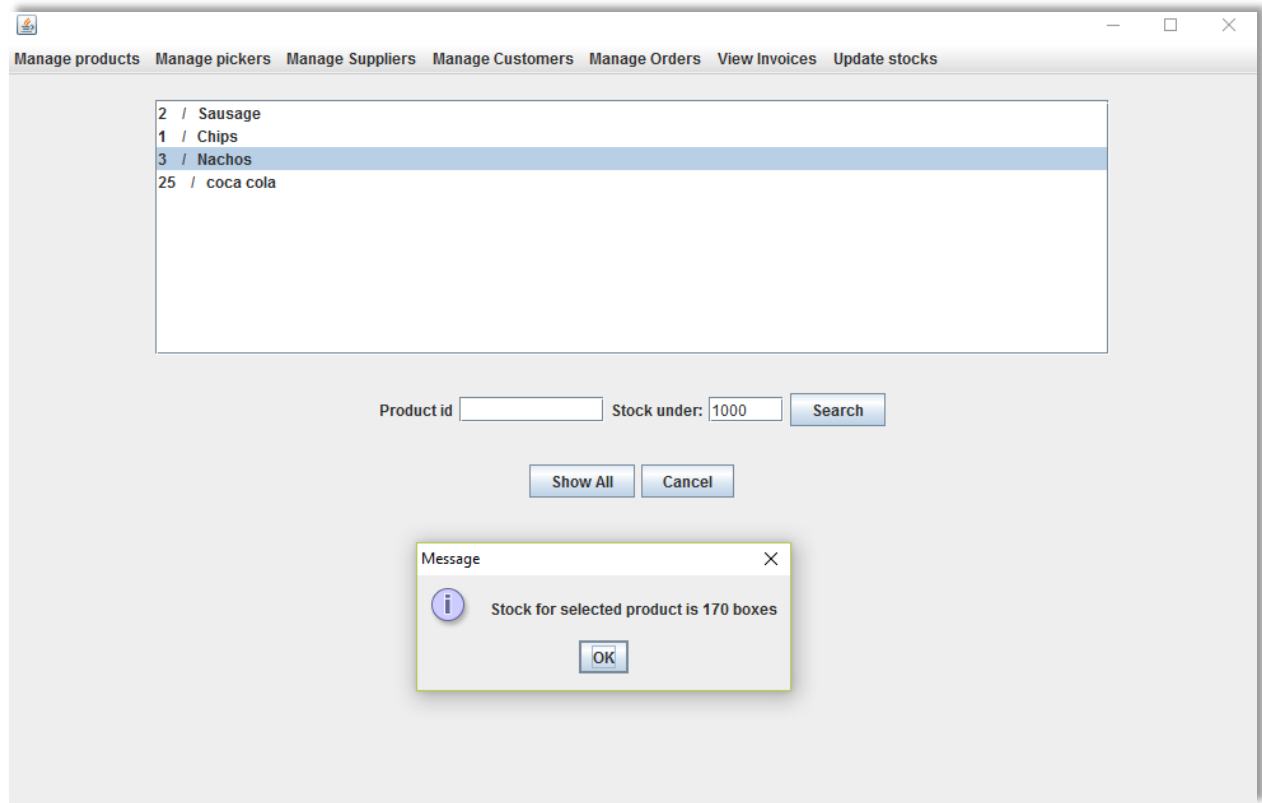 Manage products Manage pickers Manage Suppliers Manage Customers Manage Orders View Invoices Update stocks
2 / Sausage
1 / Chips
3 / Nachos
25 / coca cola
Product id Stock under: 1000 Search
Show All Cancel
Message
Stock for selected product is 170 boxes
OK